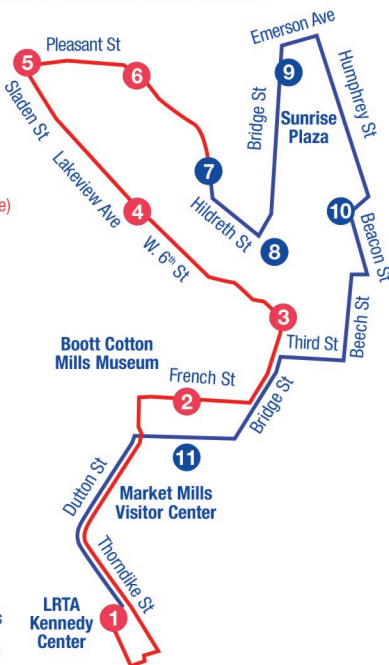 Emerson Ave
Pleasant St
5
6
9
Humphrey St
Sladen St
Bridge St
Sunrise
Plaza
7
Lakeview Ave
Hildreth St
e)
4
10
8
Beacon St
W. 6th St
3
Beech St
Third St
Boott Cotton
Mills Museum
French St
2
Bridge St
11
Dutton St
Market Mills
Visitor Center
Thorndike St
LRTA
Kennedy
Center
1
s